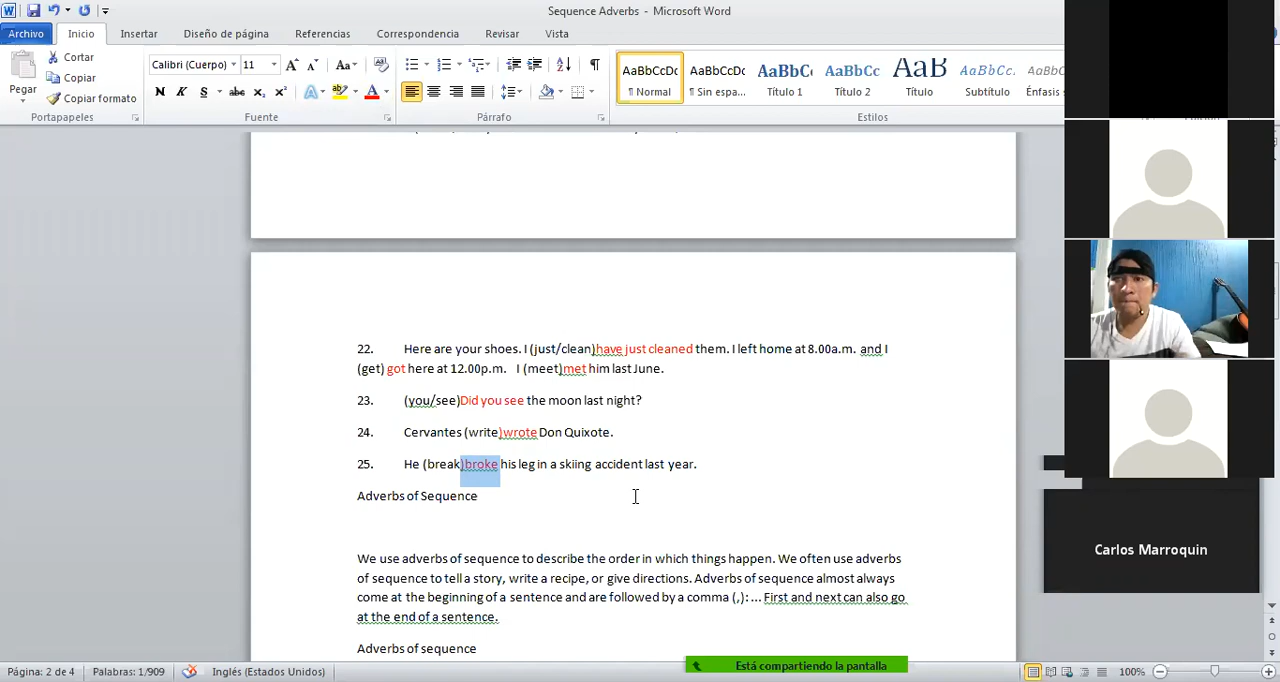 Sequence Adverbs - Microsoft Word
Archivo Inicio Insertar Diseño de página Referencias Correspondencia Revisar Vista
Pegar Cortar Copiar Copiar formato
Calibri (Cuerpo) 11
AaBbCcDc AaBbCcDc AaBbC AaBbCc AaB AaBbCc. AaBbC
¶ Normal ¶ Sin espa... Título 1 Título 2 Título Subtítulo Énfasis
Portapapeles Fuente Párrafo Estilos
22. Here are your shoes. I (just/clean)have just cleaned them. I left home at 8.00a.m. and I
(get) got here at 12.00p.m. I (meet)met him last June.
23. (you/see)Did you see the moon last night?
24. Cervantes (write)wrote Don Quixote.
25. He (break)broke his leg in a skiing accident last year.
Adverbs of Sequence
We use adverbs of sequence to describe the order in which things happen. We often use adverbs
of sequence to tell a story, write a recipe, or give directions. Adverbs of sequence almost always
come at the beginning of a sentence and are followed by a comma (,): ... First and next can also go
at the end of a sentence.
Adverbs of sequence
Carlos Marroquin
Página: 2 de 4 Palabras: 1/909 Inglés (Estados Unidos) Está compartiendo la pantalla 100%